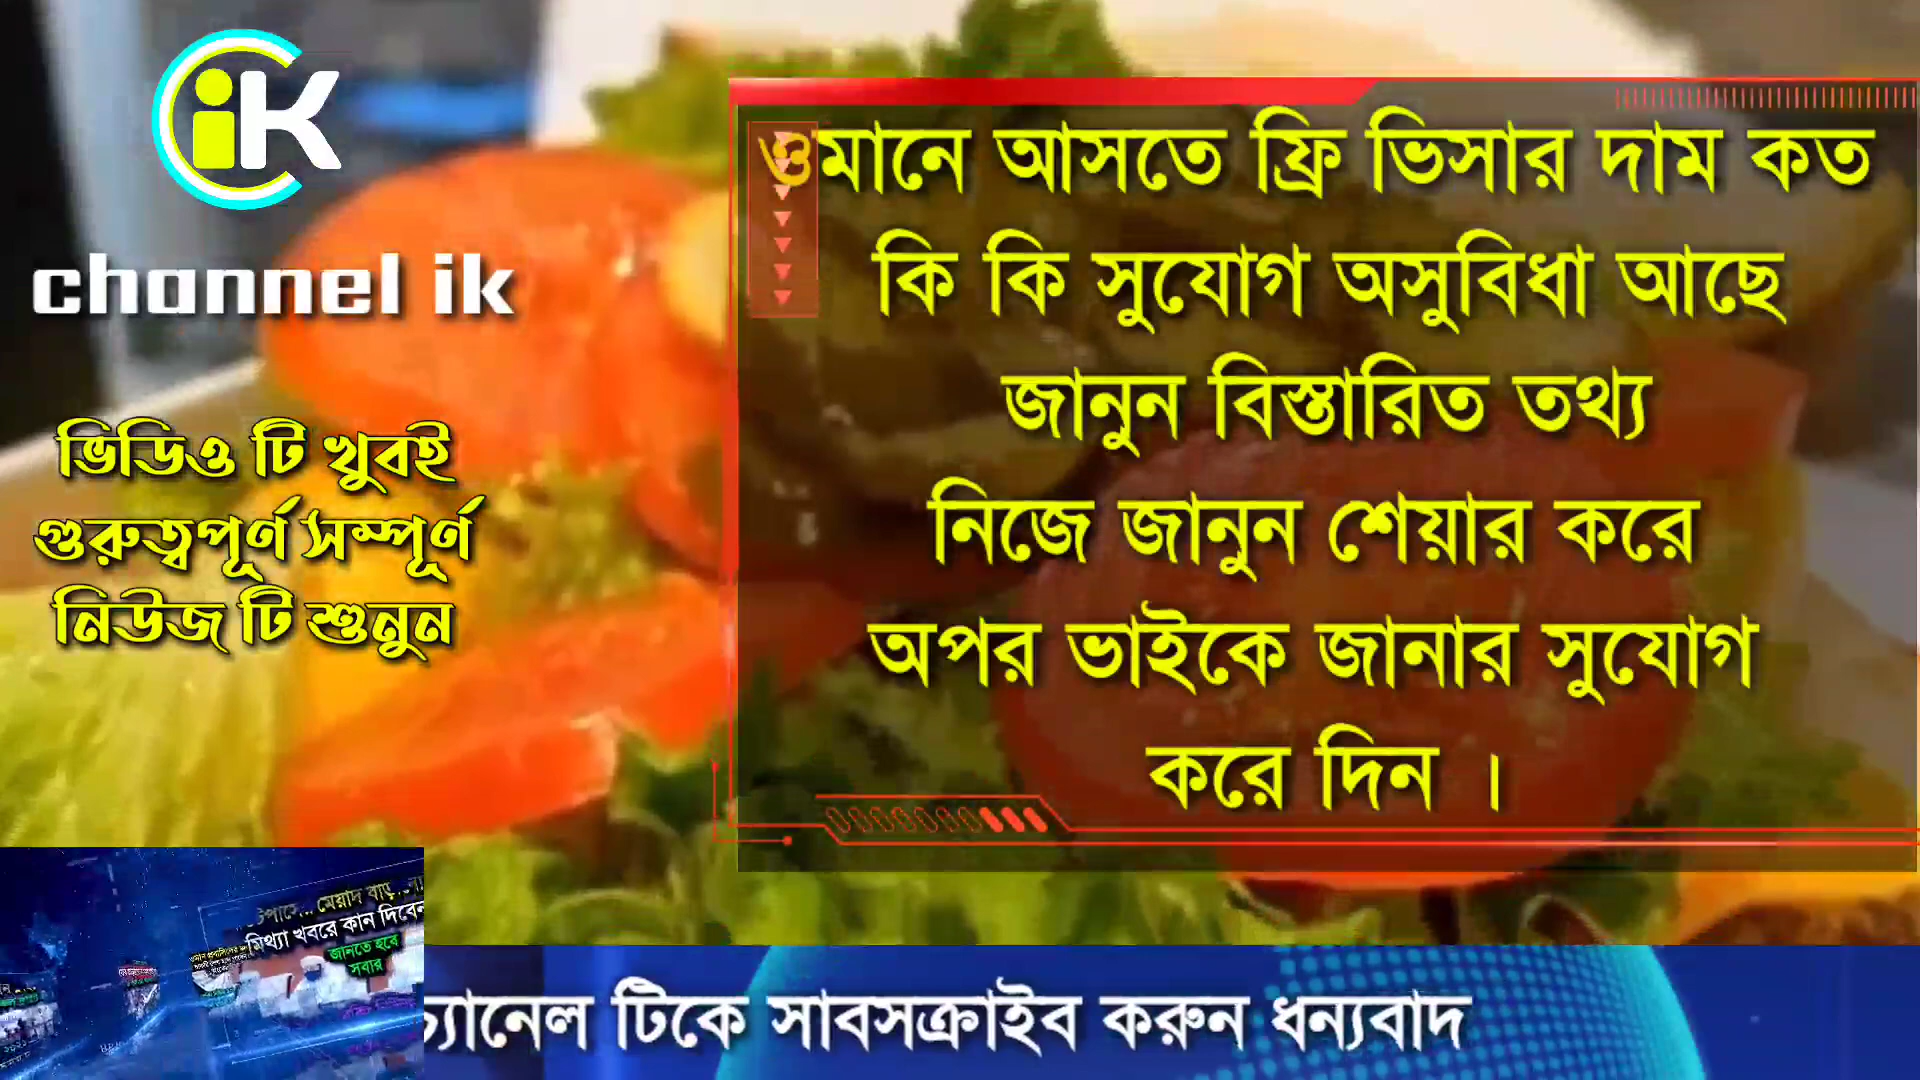 iK
channel ik
ভিডিও টি খুবই
গুরুত্বপূর্ণ সম্পূর্ণ
নিউজ টি শুনুন
ওমানে আসতে ফ্রি ভিসার দাম কত
কি কি সুযোগ অসুবিধা আছে
জানুন বিস্তারিত তথ্য
নিজে জানুন শেয়ার করে
অপর ভাইকে জানার সুযোগ
করে দিন ।
মেয়াদ
মিথ্যা খবরে কান দিবেন
জানতে হবে
সবার
চ্যানেল টিকে সাবসক্রাইব করুন ধন্যবাদ